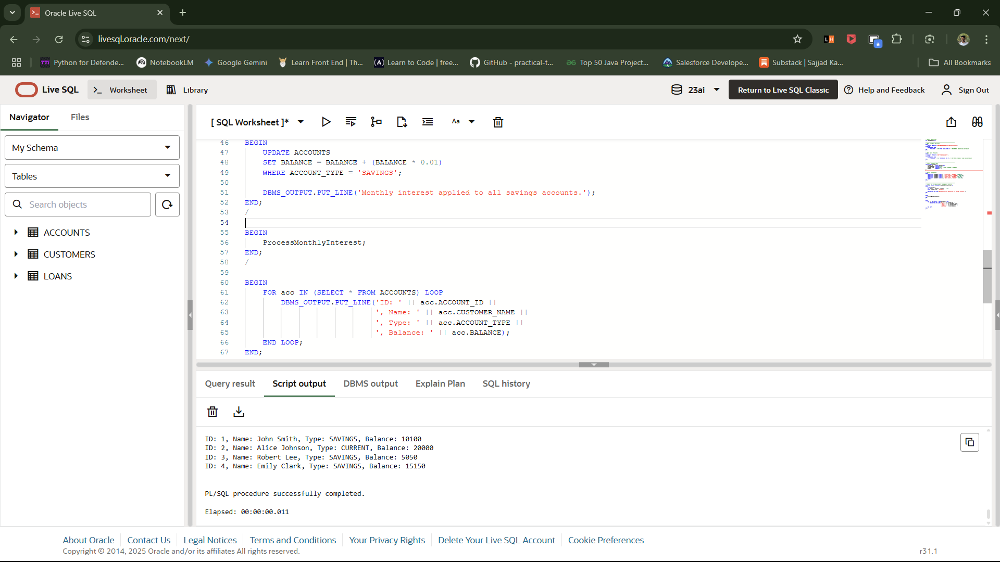 Oracle Live SQL
livesql.oracle.com/next/
Python for Defende...
NotebookLM
Google Gemini
Learn Front End | Th...
Learn to Code | free...
GitHub - practical-t...
Top 50 Java Project...
Salesforce Develope...
Substack | Sajjad Ka...
All Bookmarks
Live SQL
Worksheet
Library
23ai
Return to Live SQL Classic
Help and Feedback
Sign Out
Navigator
Files
My Schema
Tables
Search objects
ACCOUNTS
CUSTOMERS
LOANS
[ SQL Worksheet ]*
Aa
46 BEGIN
47 UPDATE ACCOUNTS
48 SET BALANCE = BALANCE + (BALANCE * 0.01)
49 WHERE ACCOUNT_TYPE = 'SAVINGS';
50
51 DBMS_OUTPUT.PUT_LINE('Monthly interest applied to all savings accounts.');
52 END;
53 /
54
55 BEGIN
56 ProcessMonthlyInterest;
57 END;
58 /
59
60 BEGIN
61 FOR acc IN (SELECT * FROM ACCOUNTS) LOOP
62 DBMS_OUTPUT.PUT_LINE('ID: ' || acc.ACCOUNT_ID ||
63 ', Name: ' || acc.CUSTOMER_NAME ||
64 ', Type: ' || acc.ACCOUNT_TYPE ||
65 ', Balance: ' || acc.BALANCE);
66 END LOOP;
67 END;
Query result
Script output
DBMS output
Explain Plan
SQL history
ID: 1, Name: John Smith, Type: SAVINGS, Balance: 10100
ID: 2, Name: Alice Johnson, Type: CURRENT, Balance: 20000
ID: 3, Name: Robert Lee, Type: SAVINGS, Balance: 5050
ID: 4, Name: Emily Clark, Type: SAVINGS, Balance: 15150
PL/SQL procedure successfully completed.
Elapsed: 00:00:00.011
About Oracle
Contact Us
Legal Notices
Terms and Conditions
Your Privacy Rights
Delete Your Live SQL Account
Cookie Preferences
Copyright © 2014, 2025 Oracle and/or its affiliates All rights reserved.
r31.1